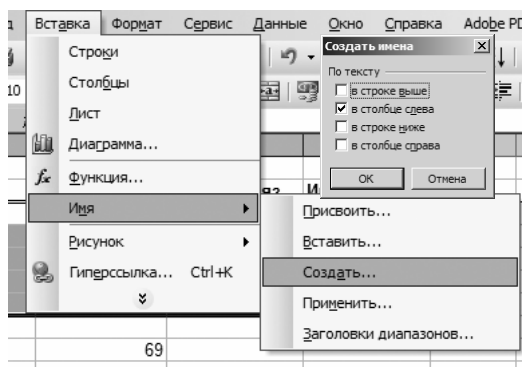 Вставка Формат Сервис Данные Окно Справка Adobe PD
Создать имена
По тексту
в строке выше
в столбце слева
в строке ниже
в столбце справа
ОК Отмена
10
Строки
Столбцы
Лист
Диаграмма...
Функция...
Имя
Рисунок
Гиперссылка... Ctrl+K
Присвоить...
Вставить...
Создать...
Применить...
Заголовки диапазонов...
69